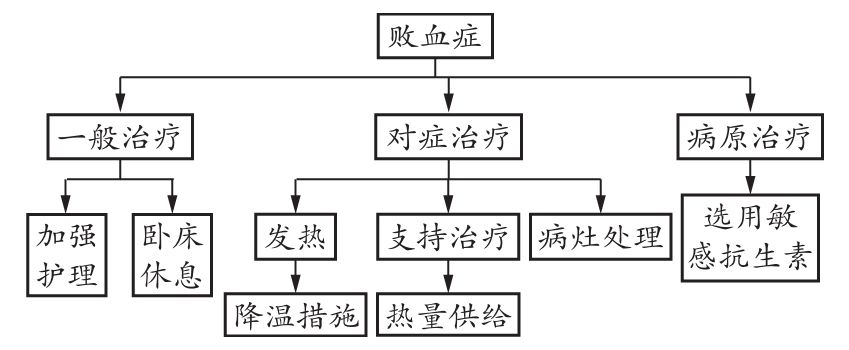 败血症
一般治疗
对症治疗
病原治疗
加强
护理
卧床
休息
发热
支持治疗
病灶处理
选用敏
感抗生素
降温措施
热量供给